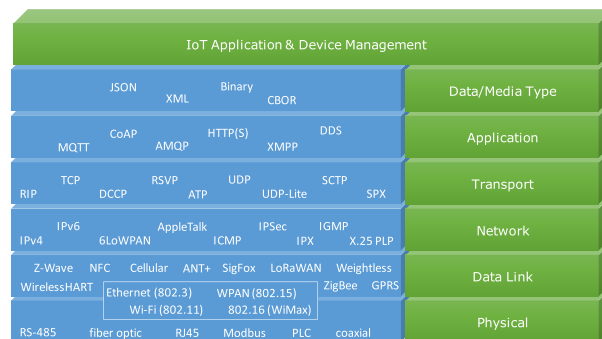 IoT Application & Device Management
JSON XML Binary CBOR
Data/Media Type
MQTT CoAP AMQP HTTP(S) XMPP DDS
Application
RIP TCP DCCP RSVP ATP UDP UDP-Lite SCTP SPX
Transport
IPv4 IPv6 6LoWPAN AppleTalk ICMP IPSec IPX IGMP X.25 PLP
Network
Z-Wave NFC Cellular ANT+ SigFox LoRaWAN Weightless
WirelessHART ZigBee GPRS
Data Link
Ethernet (802.3) WPAN (802.15)
Wi-Fi (802.11) 802.16 (WiMax)
Physical
RS-485 fiber optic RJ45 Modbus PLC coaxial